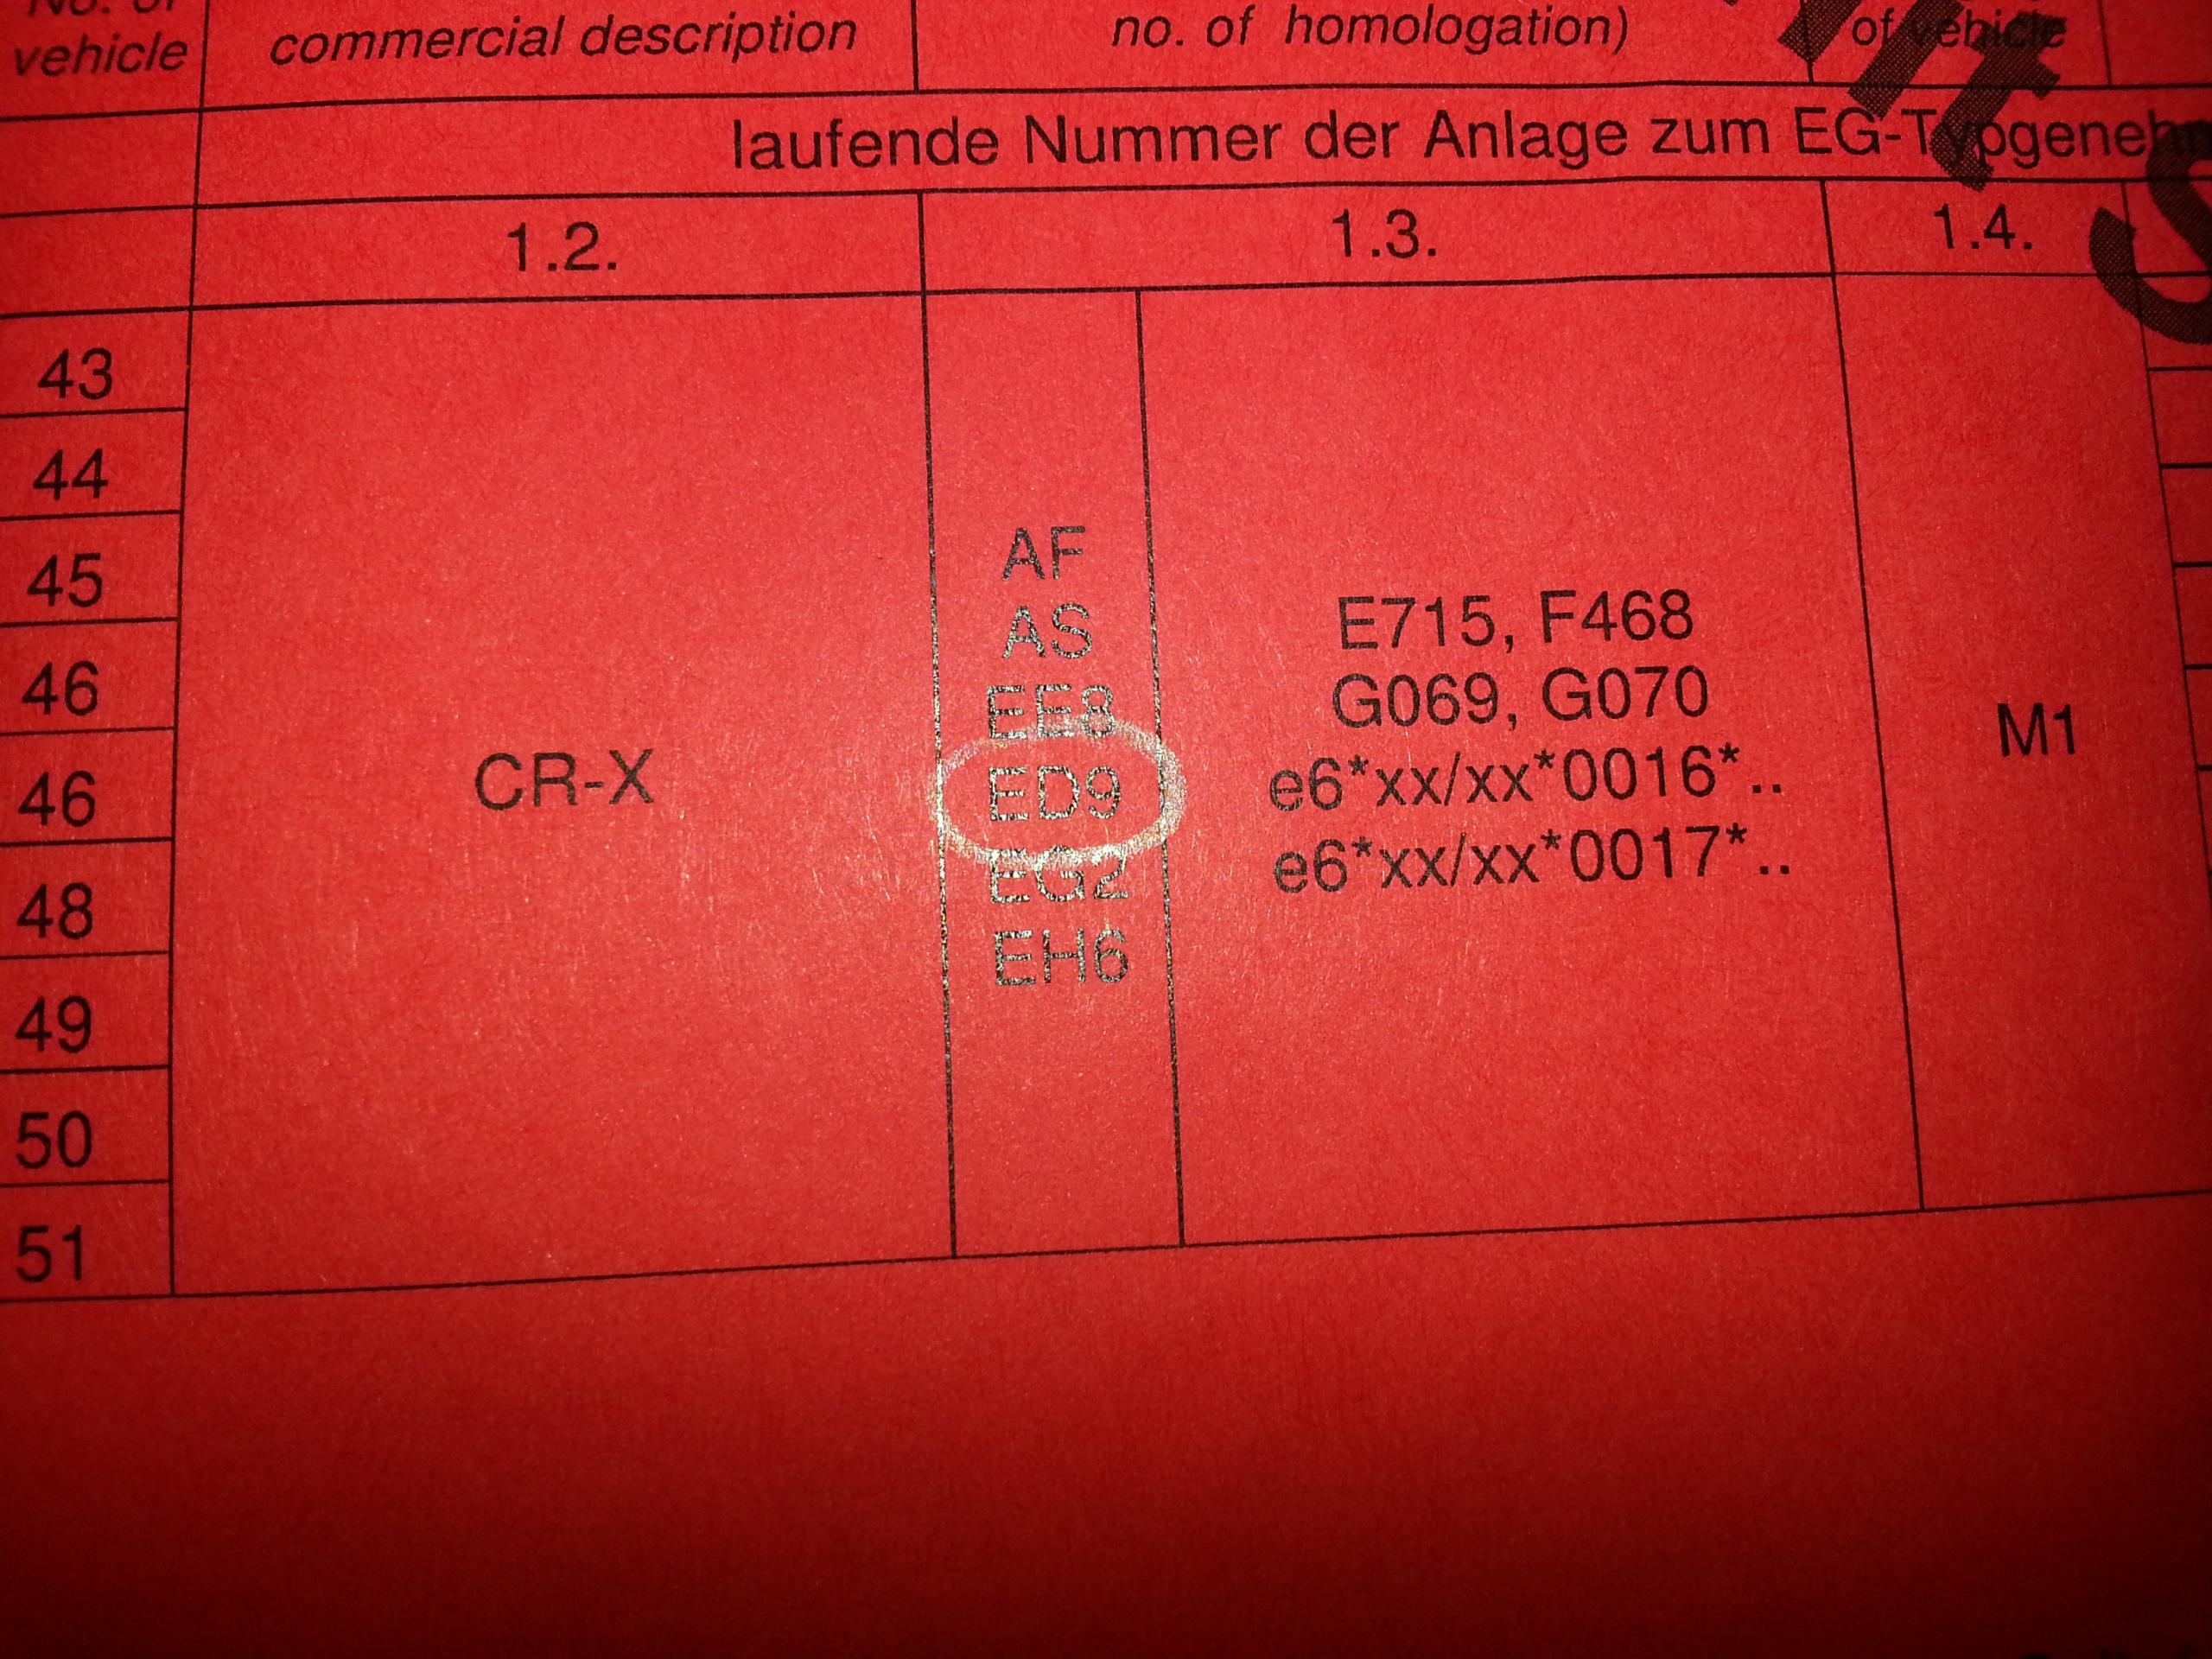 No. of
vehicle
commercial description
no. of homologation)
of vehicle
laufende Nummer der Anlage zum
1.2.
1.3.
1.4.
43
44
45
46
46
48
49
50
51
CR-X
AF
AS
EE8
ED9
EG2
EH6
E715, F468
G069, G070
e6*xx/xx*0016*..
e6*xx/xx*0017*..
M1